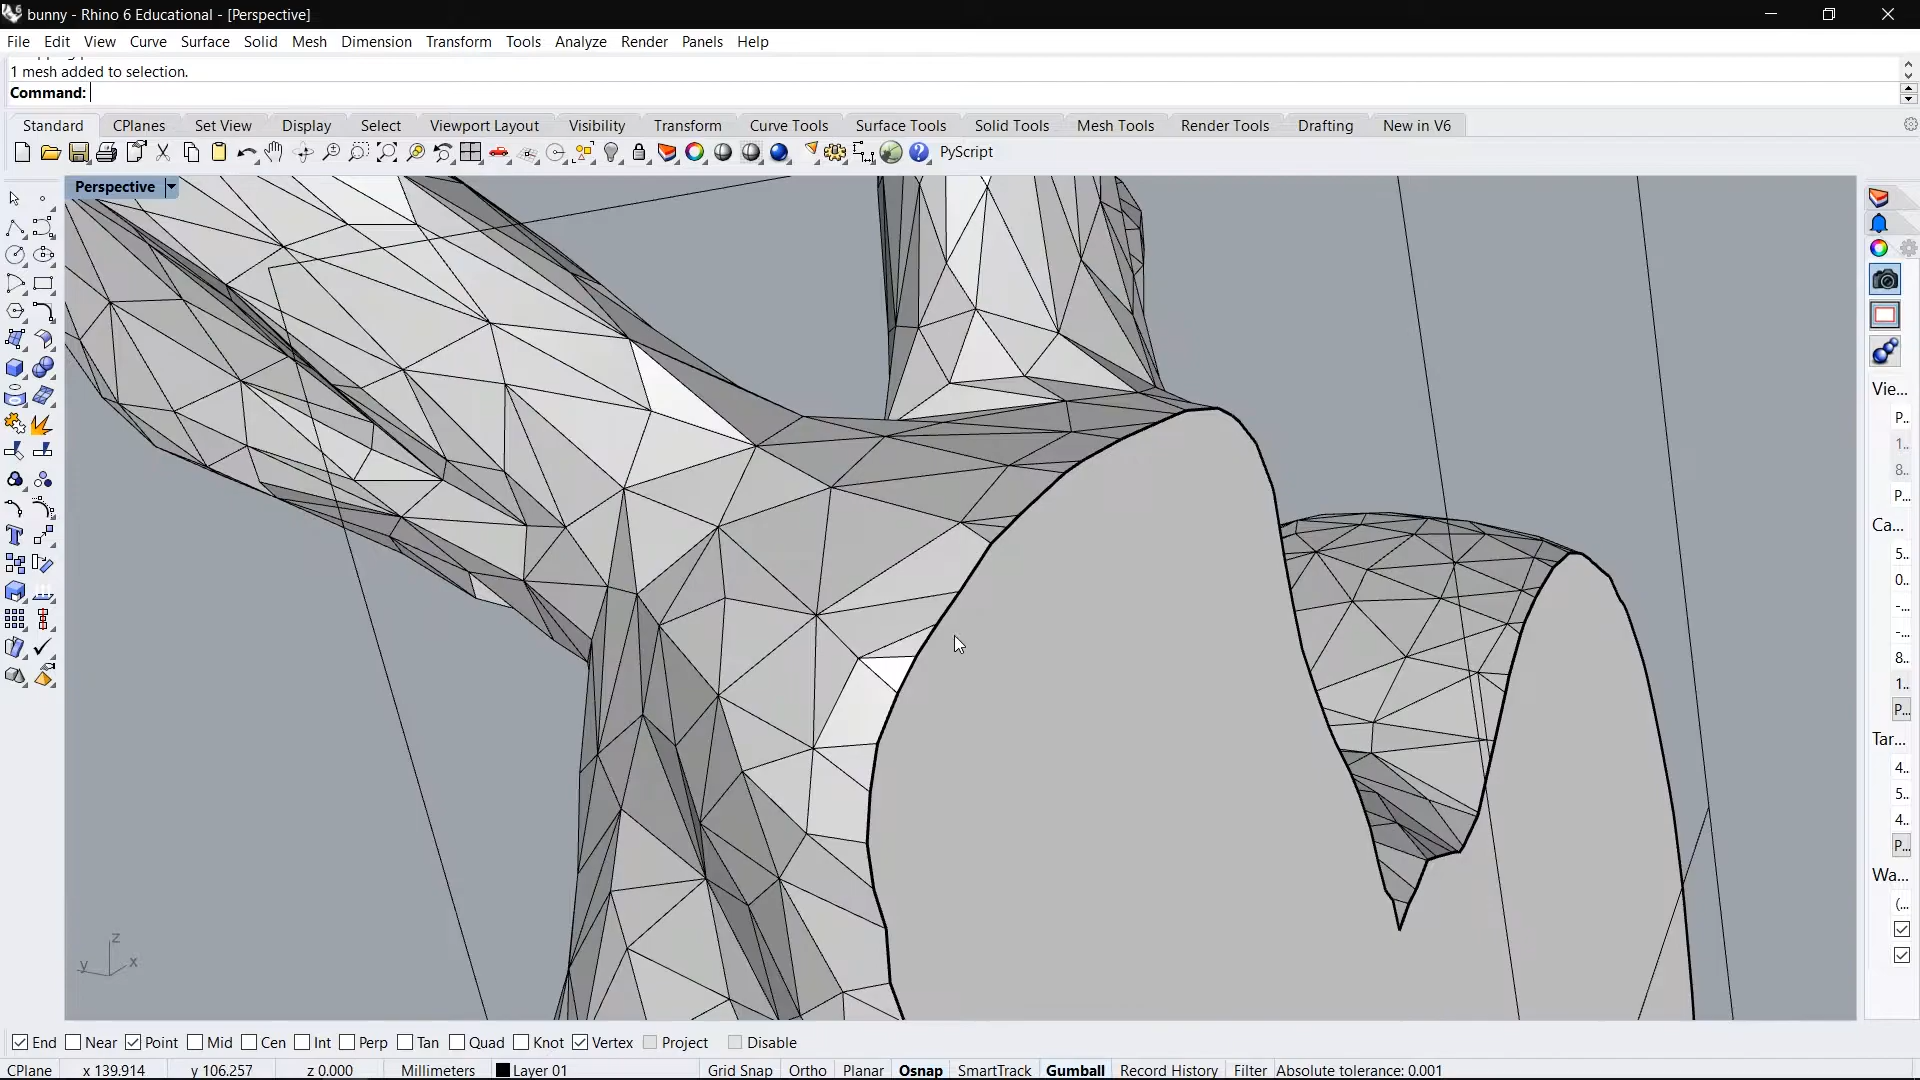 bunny - Rhino 6 Educational - [Perspective]
File Edit View Curve Surface Solid Mesh Dimension Transform Tools Analyze Render Panels Help
1 mesh added to selection.
Command:
Standard CPlanes Set View Display Select Viewport Layout Visibility Transform Curve Tools Surface Tools Solid Tools Mesh Tools Render Tools Drafting New in V6
PyScript
Perspective
Vie...
P..
1..
8..
P...
Ca...
5..
0..
-...
-...
8..
1..
P...
Tar...
4..
5..
4..
P...
Wa...
(...
z
y x
End Near Point Mid Cen Int Perp Tan Quad Knot Vertex Project Disable
CPlane x 139.914 y 106.257 z 0.000 Millimeters Layer 01 Grid Snap Ortho Planar Osnap SmartTrack Gumball Record History Filter Absolute tolerance: 0.001